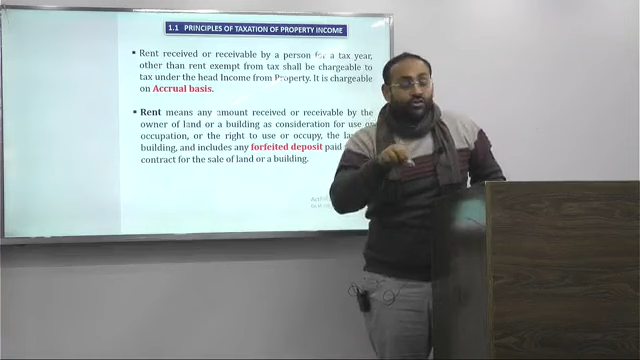 1.1 PRINCIPLES OF TAXATION OF PROPERTY INCOME
▪ Rent received or receivable by a person for a tax year,
other than rent exempt from tax shall be chargeable to
tax under the head Income from Property. It is chargeable
on Accrual basis.
▪ Rent means any amount received or receivable by the
owner of land or a building as consideration for use or
occupation, or the right to use or occupy, the
building, and includes any forfeited deposit paid
contract for the sale of land or a building.